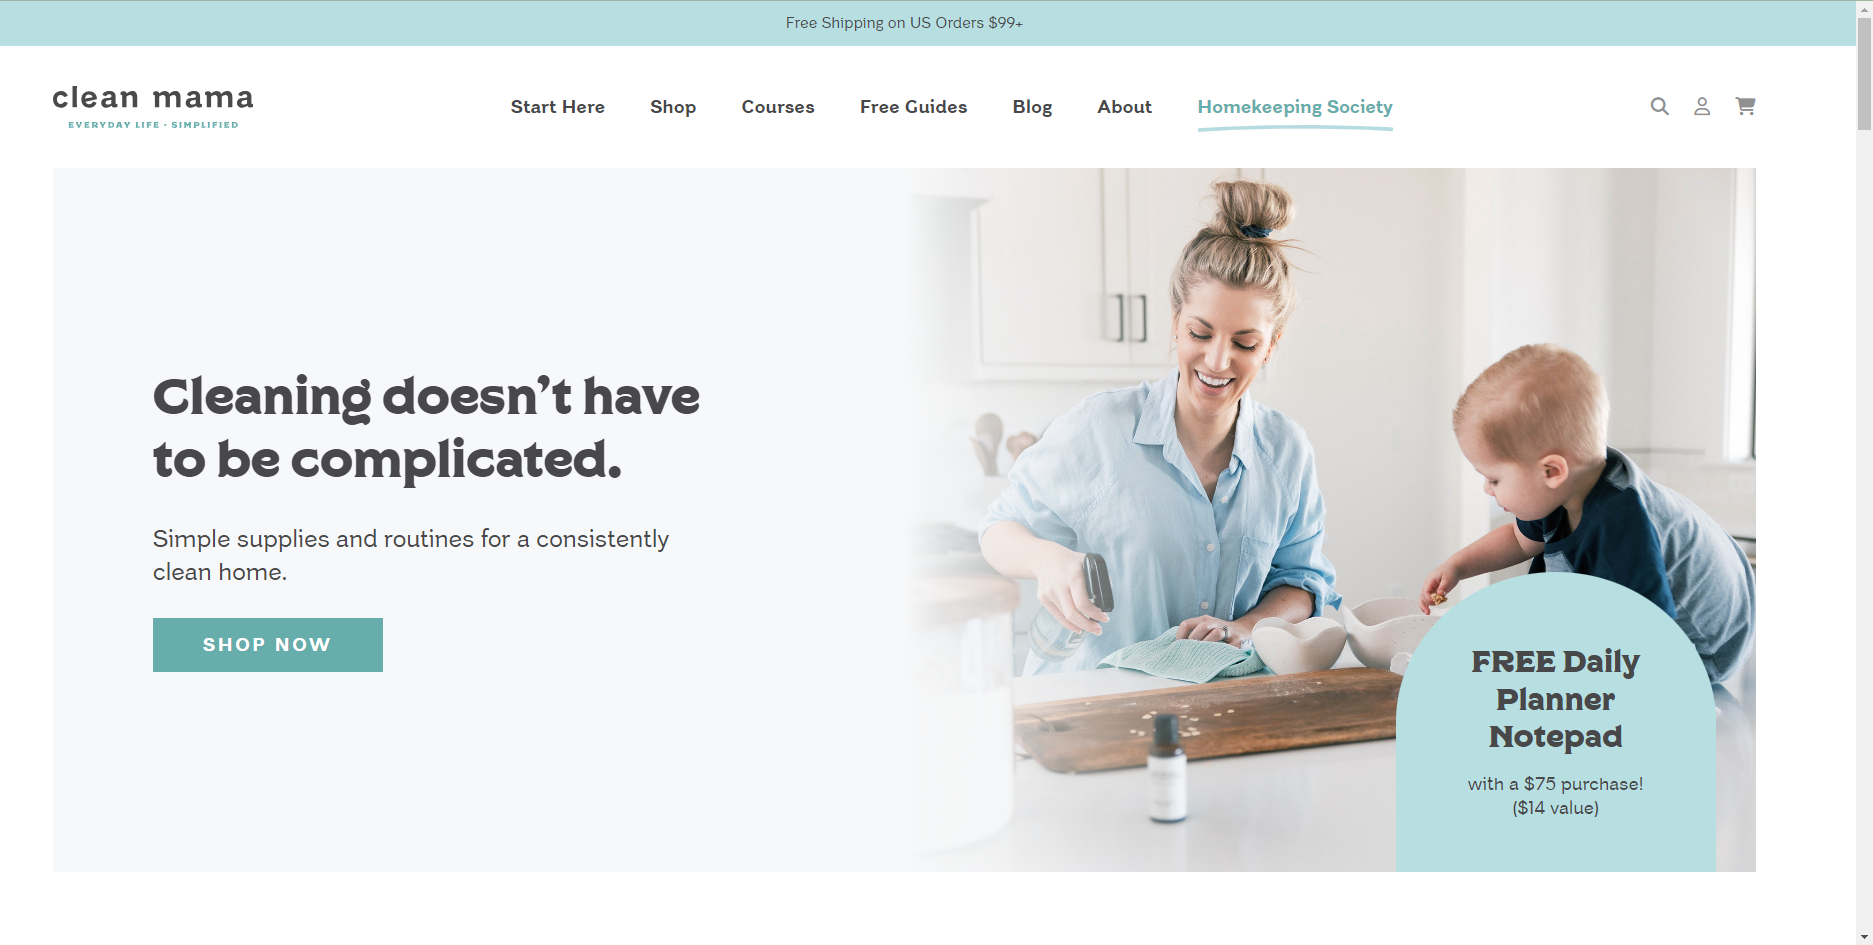 Free Shipping on US Orders $99+
clean mama
EVERYDAY LIFE • SIMPLIFIED
Start Here
Shop
Courses
Free Guides
Blog
About
Homekeeping Society
Cleaning doesn’t have
to be complicated.
Simple supplies and routines for a consistently
clean home.
SHOP NOW
FREE Daily
Planner
Notepad
with a $75 purchase!
($14 value)